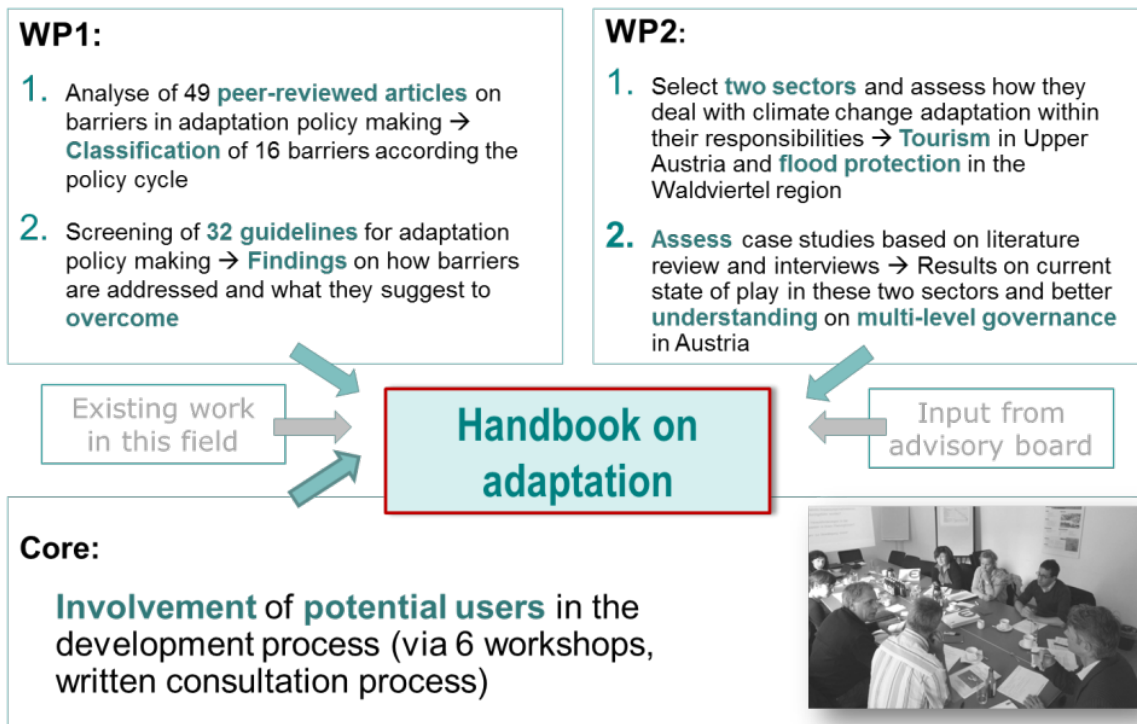 WP1:
1. Analyse of 49 peer-reviewed articles on
barriers in adaptation policy making →
Classification of 16 barriers according the
policy cycle
2. Screening of 32 guidelines for adaptation
policy making → Findings on how barriers
are addressed and what they suggest to
overcome
WP2:
1. Select two sectors and assess how they
deal with climate change adaptation within
their responsibilities → Tourism in Upper
Austria and flood protection in the
Waldviertel region
2. Assess case studies based on literature
review and interviews → Results on current
state of play in these two sectors and better
understanding on multi-level governance
in Austria
Existing work
in this field
Handbook on
adaptation
Input from
advisory board
Core:
Involvement of potential users in the
development process (via 6 workshops,
written consultation process)